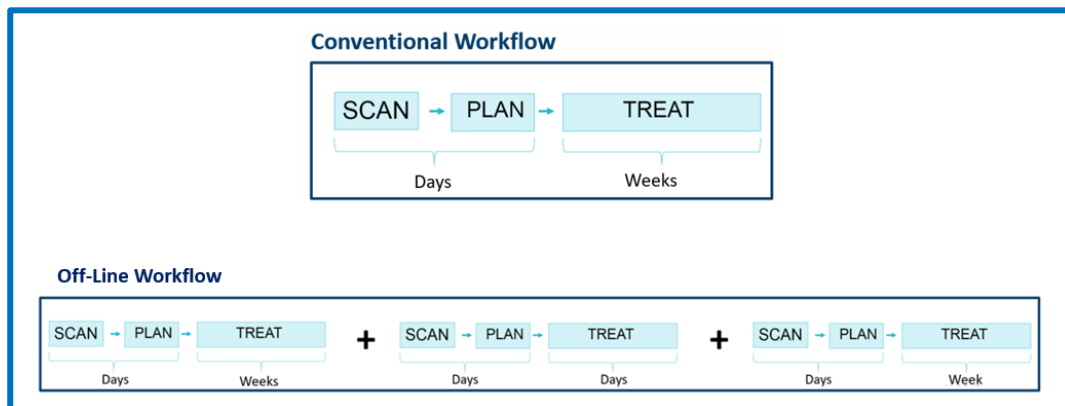 Conventional Workflow
SCAN PLAN TREAT
Days Weeks
Off-Line Workflow
SCAN PLAN TREAT + SCAN PLAN TREAT + SCAN PLAN TREAT
Days Weeks Days Days Days Week